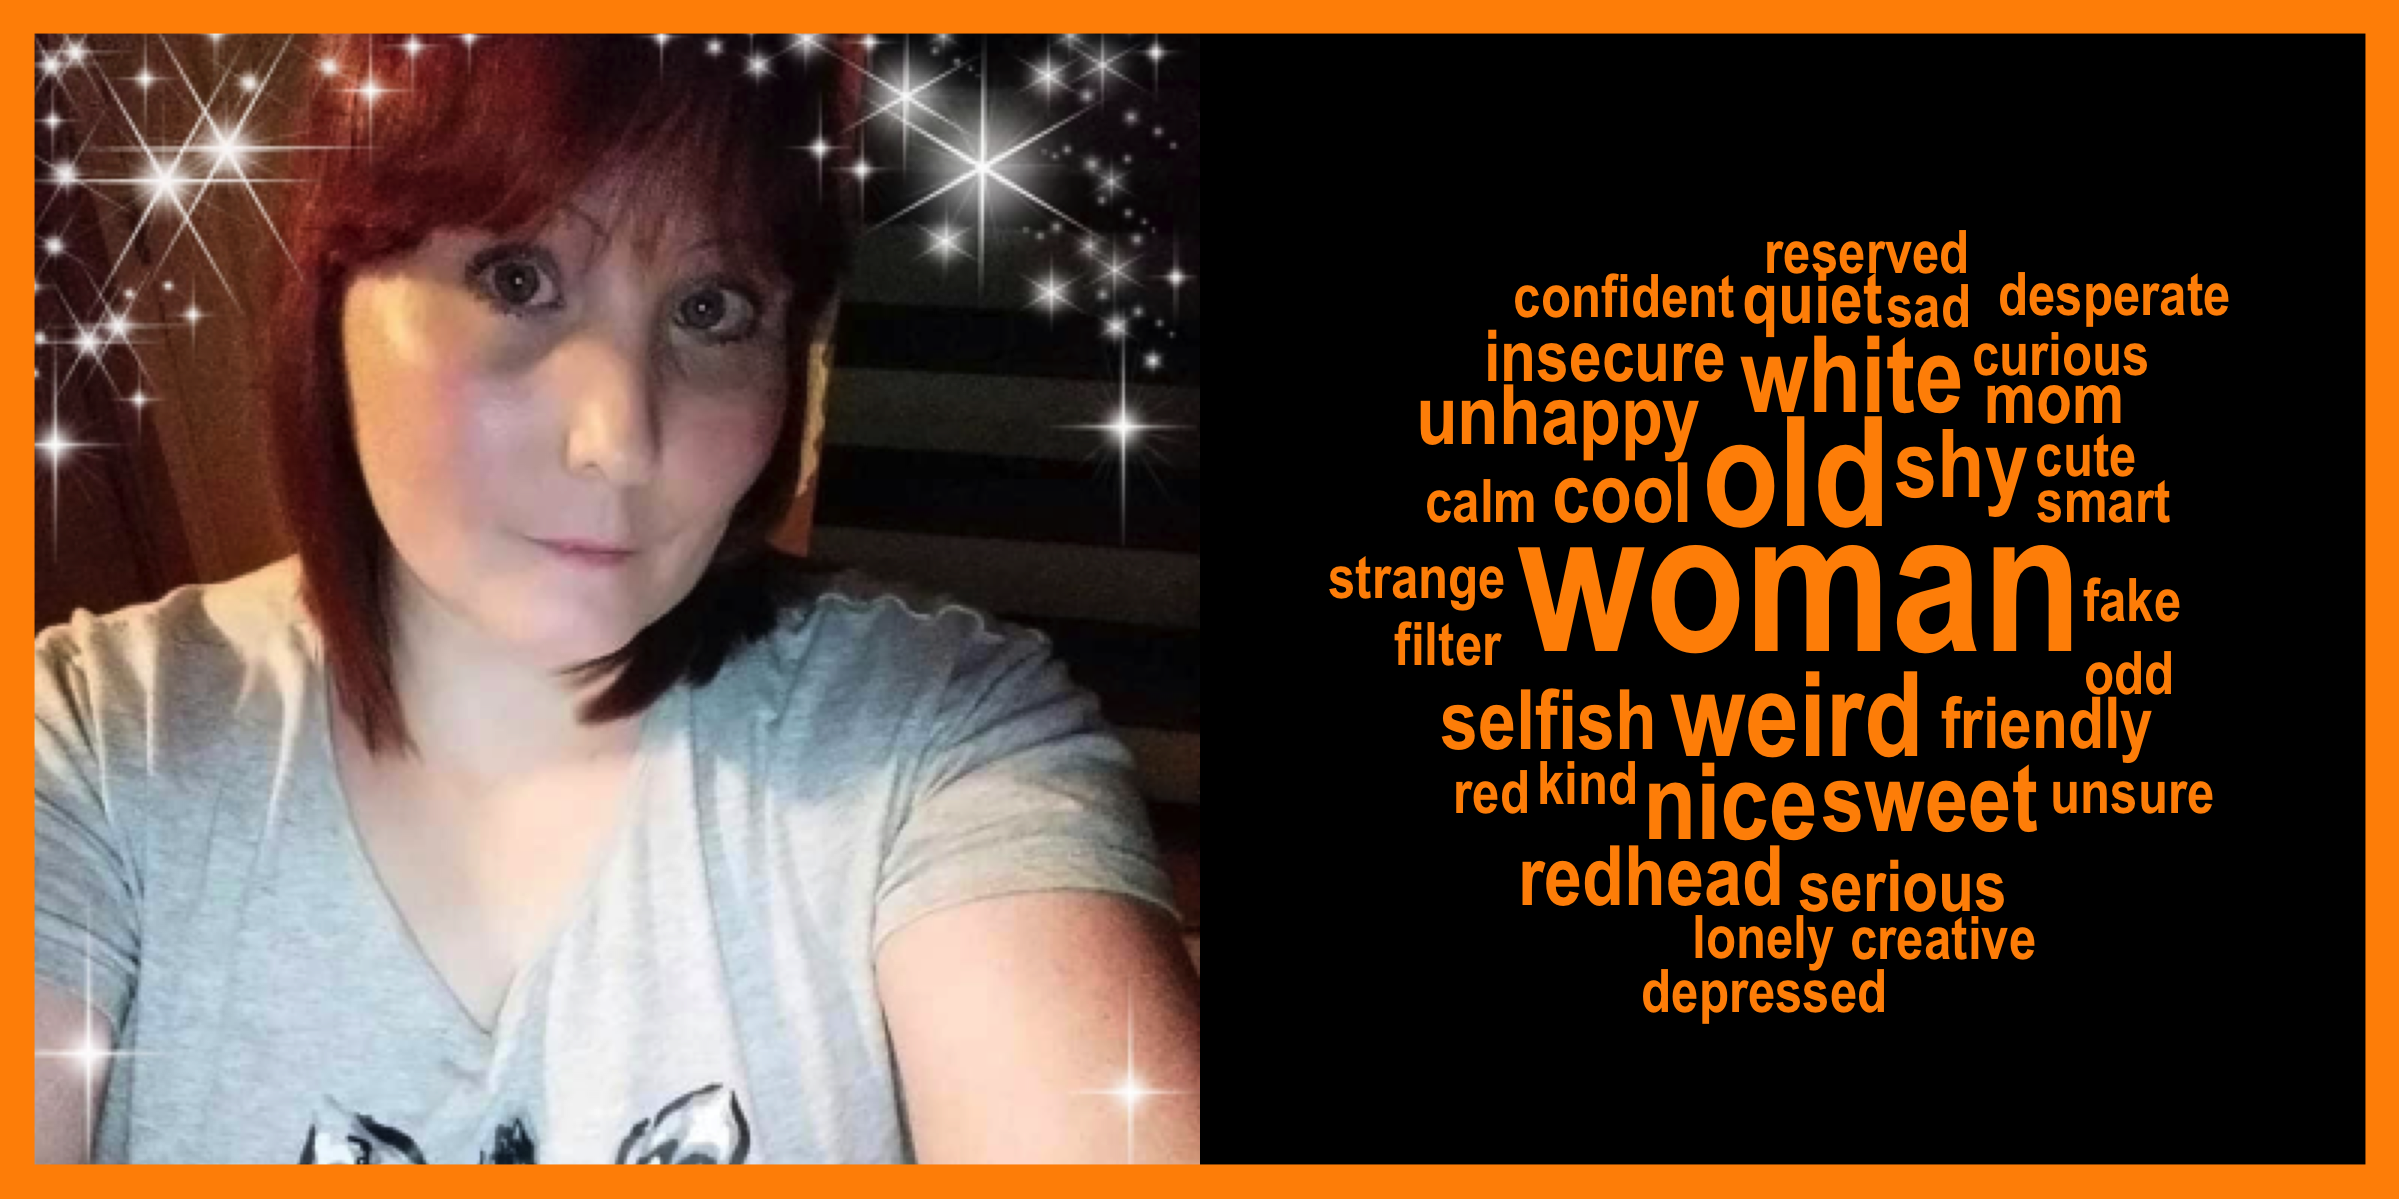 reserved
confident quiet sad desperate
insecure white curious
unhappy mom
calm cool old shy cute
smart
strange woman fake
filter odd
selfish weird friendly
red kind nice sweet unsure
redhead serious
lonely creative
depressed